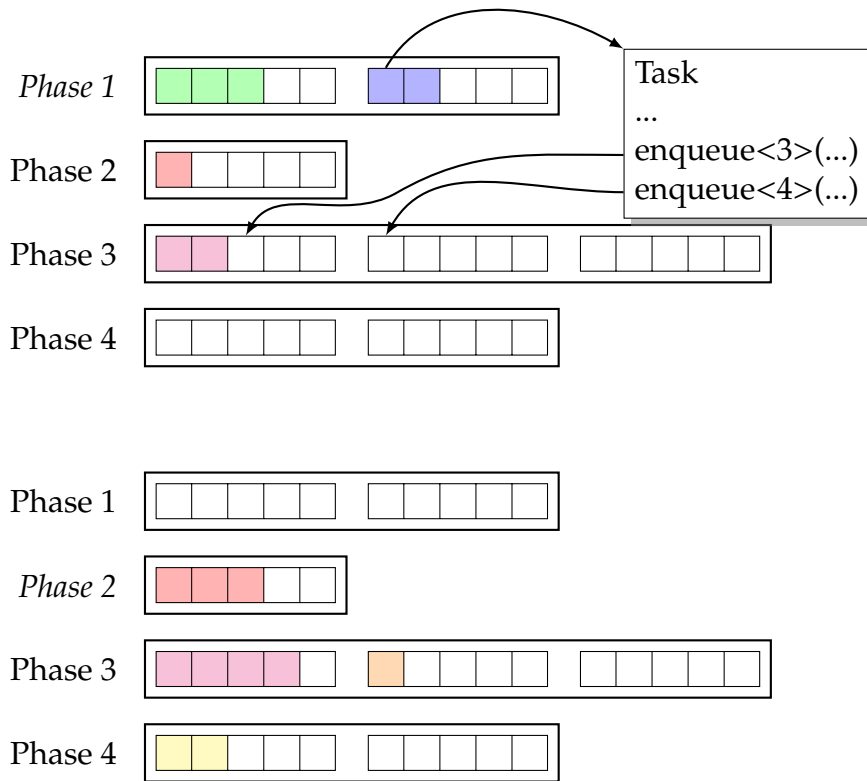 Phase 1
Task
...
enqueue<3>(...)
enqueue<4>(...)
Phase 2
Phase 3
Phase 4
Phase 1
Phase 2
Phase 3
Phase 4